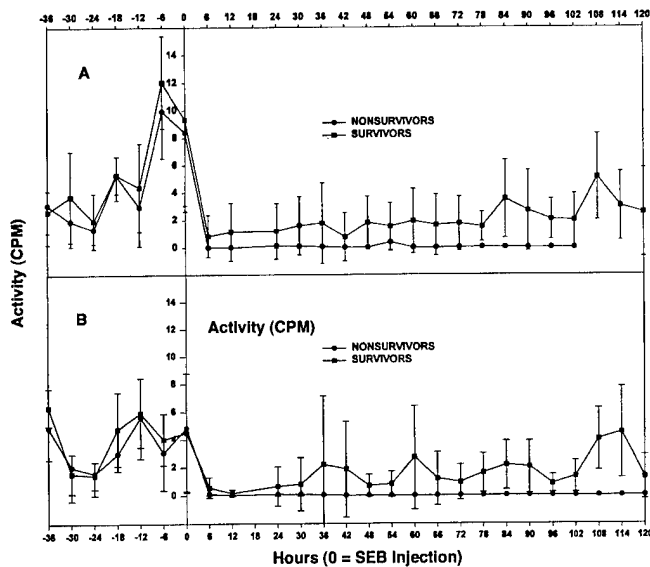 -36 -30 -24 -18 -12 -6 0 6 12 18 24 30 36 42 48 54 60 66 72 78 84 90 96 102 108 114 120
A
14
12
10
8
6
4
2
0
NONSURVIVORS
SURVIVORS
Activity (CPM)
B
Activity (CPM)
14
12
10
8
6
4
2
0
NONSURVIVORS
SURVIVORS
-36 -30 -24 -18 -12 -6 0 6 12 18 24 30 36 42 48 54 60 66 72 78 84 90 96 102 108 114 120
Hours (0 = SEB Injection)